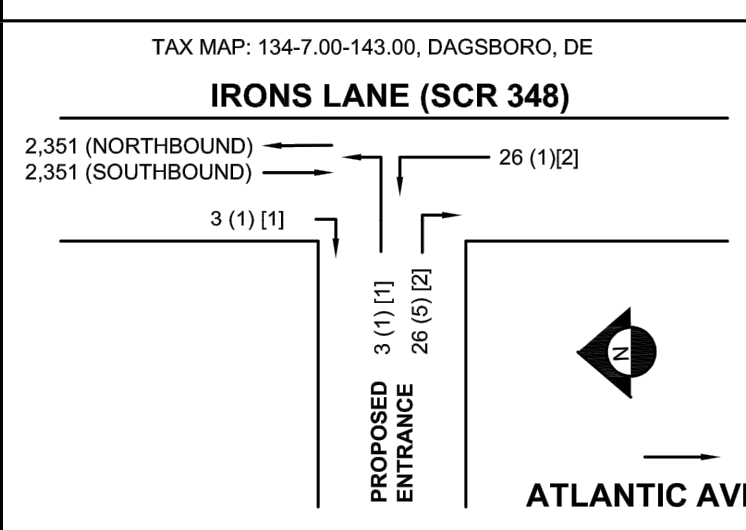 TAX MAP: 134-7.00-143.00, DAGSBORO, DE
IRONS LANE (SCR 348)
2,351 (NORTHBOUND)
2,351 (SOUTHBOUND)
26 (1)[2]
3 (1) [1]
3 (1) [1]
26 (5) [2]
PROPOSED
ENTRANCE
N
ATLANTIC AV